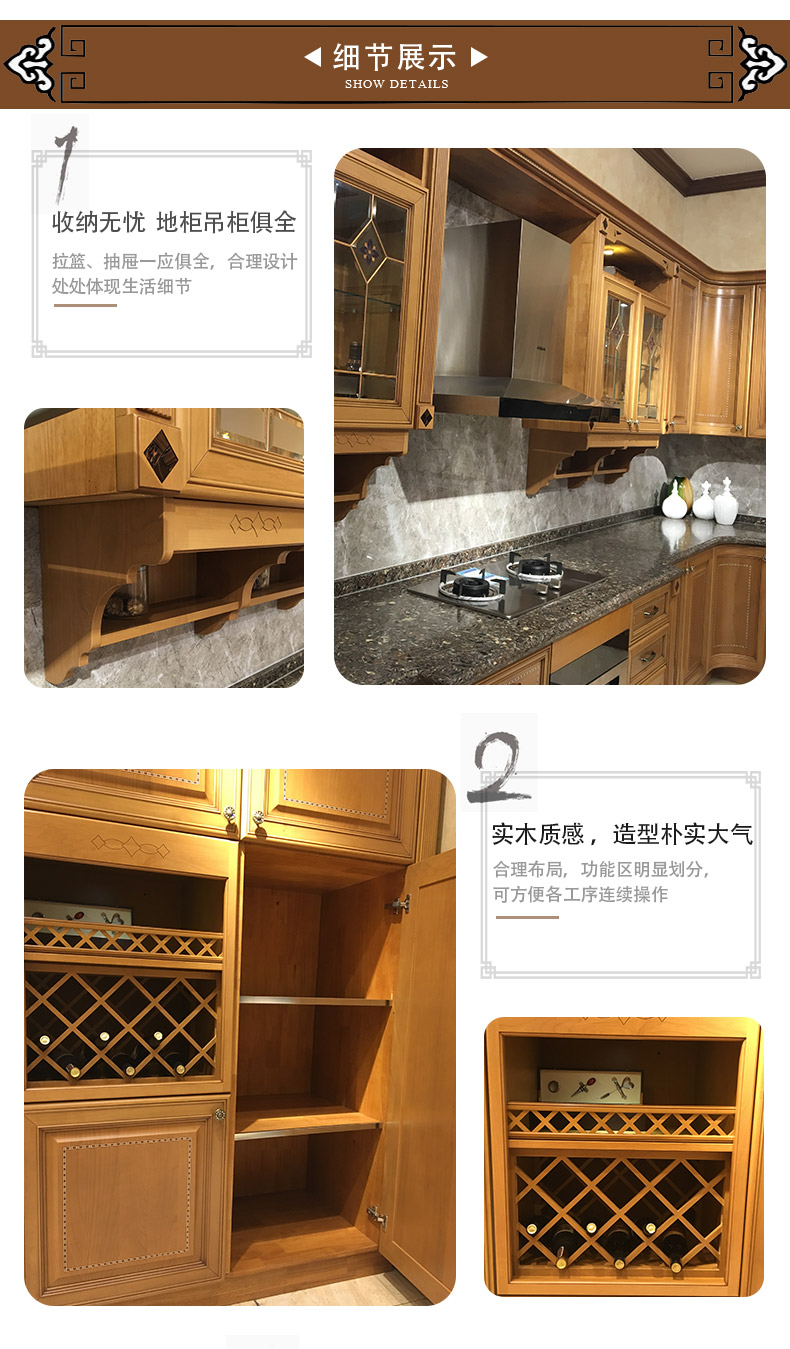 细节展示
SHOW DETAILS
1
收纳无忧 地柜吊柜俱全
拉篮、抽屉一应俱全，合理设计
处处体现生活细节
2
实木质感，造型朴实大气
合理布局，功能区明显划分，
可方便各工序连续操作